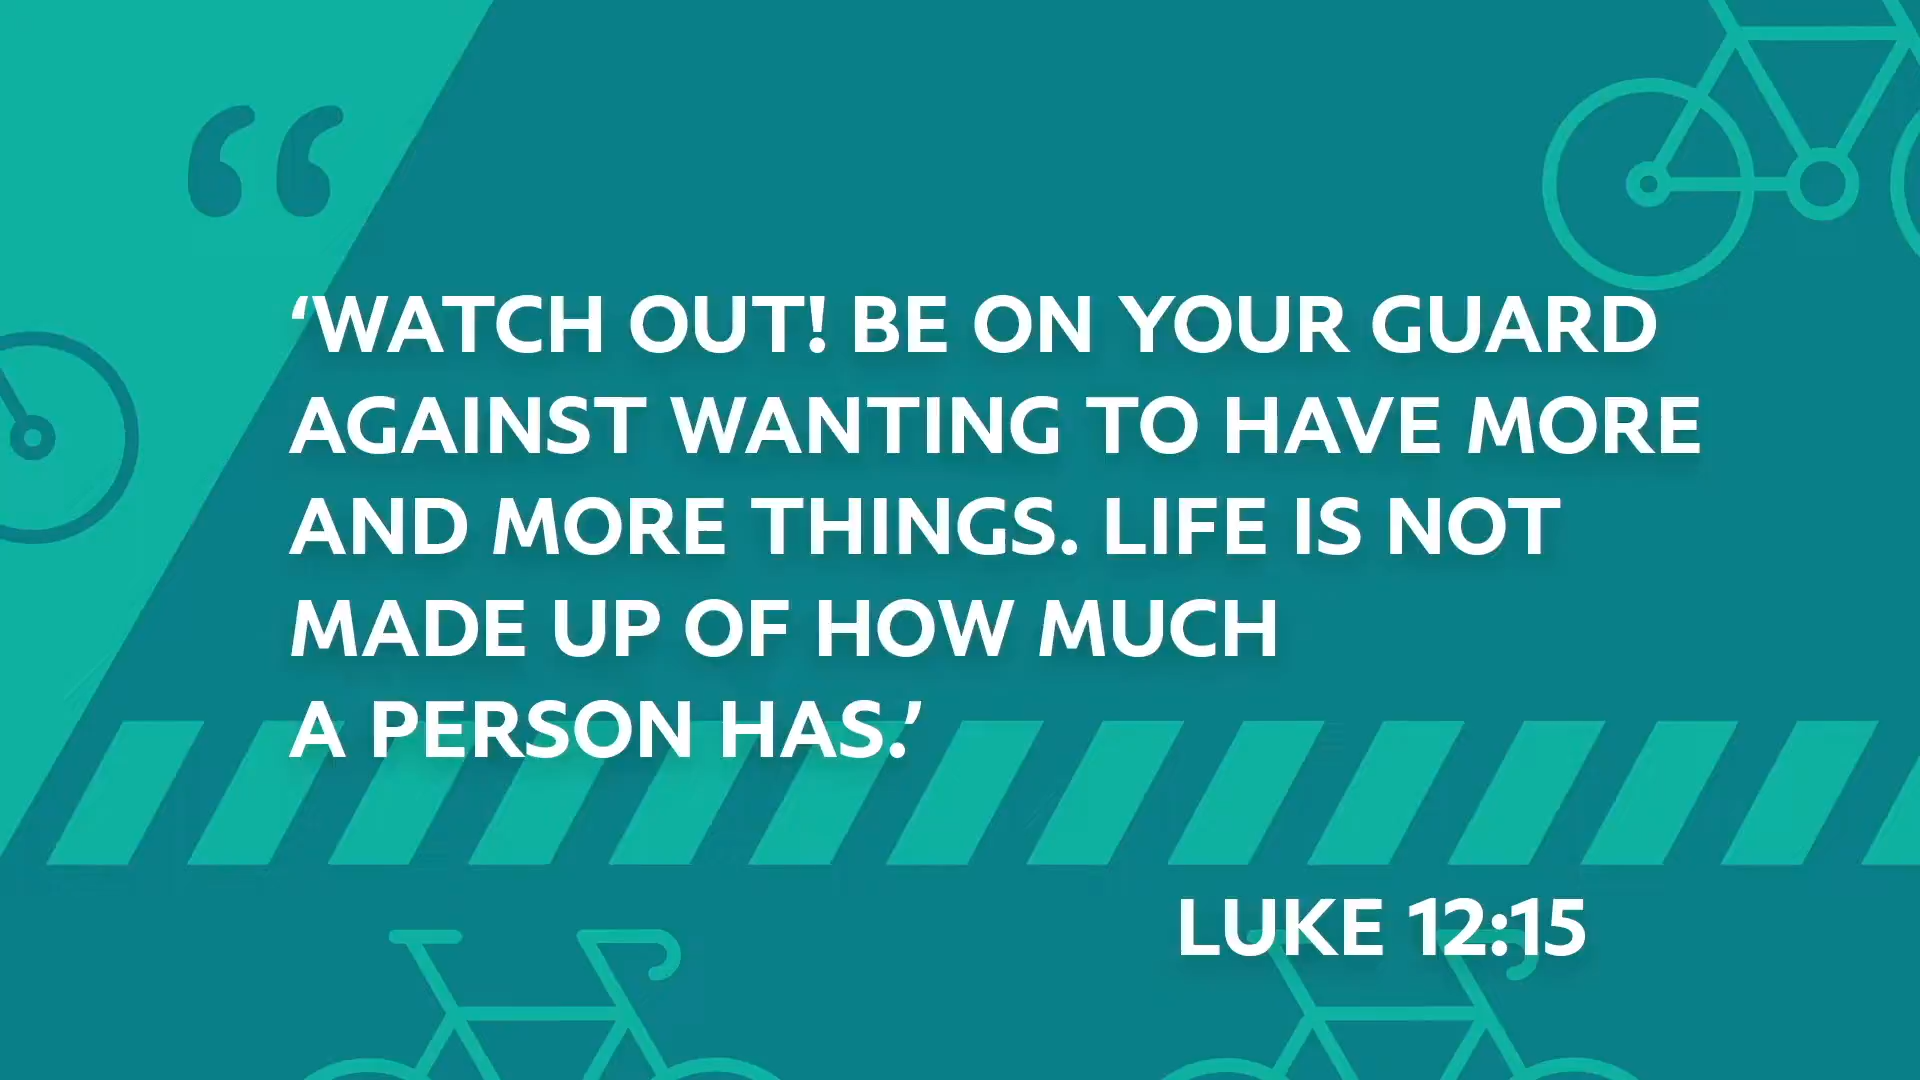 “
‘WATCH OUT! BE ON YOUR GUARD
AGAINST WANTING TO HAVE MORE
AND MORE THINGS. LIFE IS NOT
MADE UP OF HOW MUCH
A PERSON HAS.’
LUKE 12:15